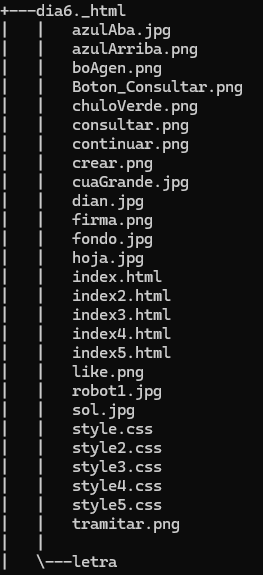 +---dia6._html
|   |   azulAba.jpg
|   |   azulArriba.png
|   |   boAgen.png
|   |   Boton_Consultar.png
|   |   chuloVerde.png
|   |   consultar.png
|   |   continuar.png
|   |   crear.png
|   |   cuaGrande.jpg
|   |   dian.jpg
|   |   firma.png
|   |   fondo.jpg
|   |   hoja.jpg
|   |   index.html
|   |   index2.html
|   |   index3.html
|   |   index4.html
|   |   index5.html
|   |   like.png
|   |   robot1.jpg
|   |   sol.jpg
|   |   style.css
|   |   style2.css
|   |   style3.css
|   |   style4.css
|   |   style5.css
|   |   tramitar.png
|   |
|   \---letra